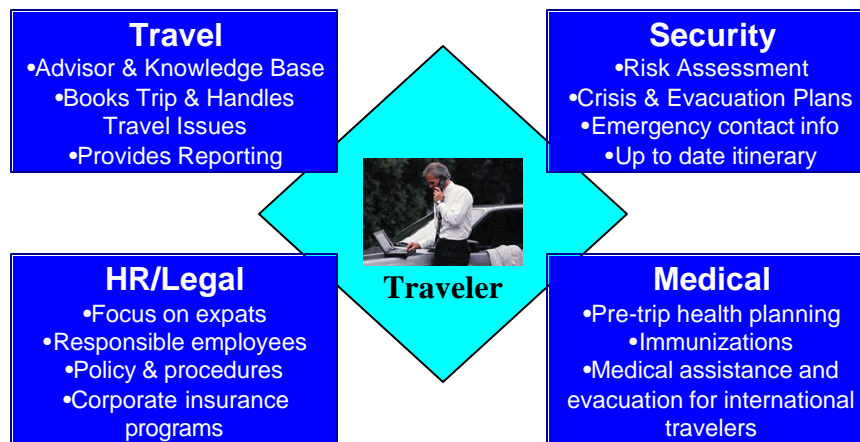 Travel
•Advisor & Knowledge Base
•Books Trip & Handles
Travel Issues
•Provides Reporting
Security
•Risk Assessment
•Crisis & Evacuation Plans
•Emergency contact info
•Up to date itinerary
Traveler
HR/Legal
•Focus on expats
•Responsible employees
•Policy & procedures
•Corporate insurance
programs
Medical
•Pre-trip health planning
•Immunizations
•Medical assistance and
evacuation for international
travelers